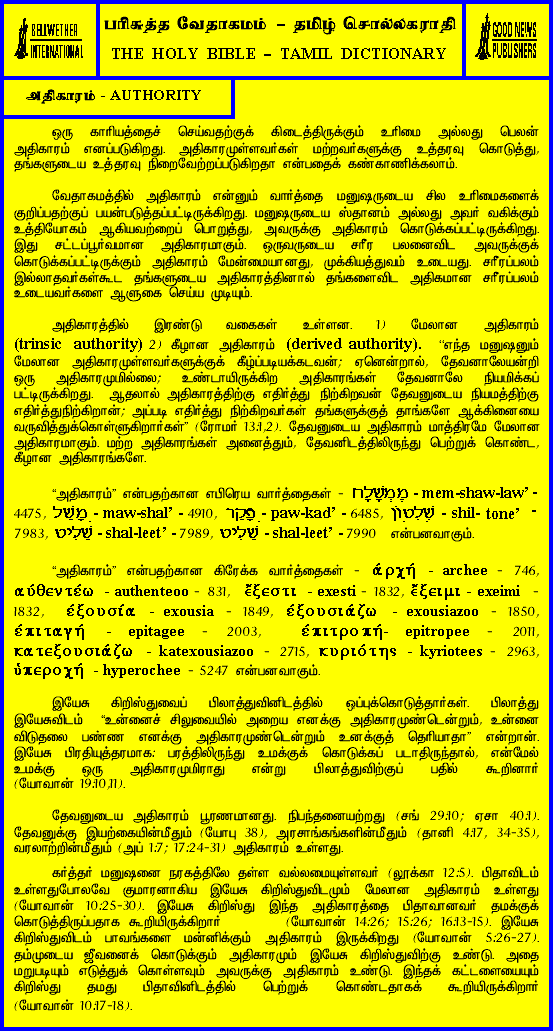 BELLWETHER
INTERNATIONAL
பரிசுத்த வேதாகமம் – தமிழ் சொல்லகராதி
THE HOLY BIBLE – TAMIL DICTIONARY
GOOD NEWS
PUBLISHERS
அதிகாரம் - AUTHORITY
ஒரு காரியத்தைச் செய்வதற்குக் கிடைத்திருக்கும் உரிமை அல்லது பெலன்
அதிகாரம் எனப்படுகிறது. அதிகாரமுள்ளவர்கள் மற்றவர்களுக்கு உத்தரவு கொடுத்து,
தங்களுடைய உத்தரவு நிறைவேற்றப்படுகிறதா என்பதைக் கண்காணிக்கலாம்.
வேதாகமத்தில் அதிகாரம் என்னும் வார்த்தை மனுஷருடைய சில உரிமைகளைக்
குறிப்பதற்குப் பயன்படுத்தப்பட்டிருக்கிறது. மனுஷருடைய ஸ்தானம் அல்லது அவர் வகிக்கும்
உத்தியோகம் ஆகியவற்றைப் பொறுத்து, அவருக்கு அதிகாரம் கொடுக்கப்பட்டிருக்கிறது.
இது சட்டப்பூர்வமான அதிகாரமாகும். ஒருவருடைய சரீர பலனைவிட அவருக்குக்
கொடுக்கப்பட்டிருக்கும் அதிகாரம் மேன்மையானது, முக்கியத்துவம் உடையது. சரீரப்பலம்
இல்லாதவர்கள்கூட தங்களுடைய அதிகாரத்தினால் தங்களைவிட அதிகமான சரீரப்பலம்
உடையவர்களை ஆளுகை செய்ய முடியும்.
அதிகாரத்தில் இரண்டு வகைகள் உள்ளன. 1) மேலான அதிகாரம்
(trinsic authority) 2) கீழான அதிகாரம் (derived authority). “எந்த மனுஷனும்
மேலான அதிகாரமுள்ளவர்களுக்குக் கீழ்ப்படியக்கடவன்; ஏனென்றால், தேவனாலேயன்றி
ஒரு அதிகாரமுமில்லை; உண்டாயிருக்கிற அதிகாரங்கள் தேவனாலே நியமிக்கப்
பட்டிருக்கிறது. ஆதலால் அதிகாரத்திற்கு எதிர்த்து நிற்கிறவன் தேவனுடைய நியமத்திற்கு
எதிர்த்துநிற்கிறான்; அப்படி எதிர்த்து நிற்கிறவர்கள் தங்களுக்குத் தாங்களே ஆக்கினையை
வருவித்துக்கொள்ளுகிறார்கள்” (ரோமர் 13:1,2). தேவனுடைய அதிகாரம் மாத்திரமே மேலான
அதிகாரமாகும். மற்ற அதிகாரங்கள் அனைத்தும், தேவனிடத்திலிருந்து பெற்றுக் கொண்ட,
கீழான அதிகாரங்களே.
“அதிகாரம்” என்பதற்கான எபிரெய வார்த்தைகள் - מֶמְשָׁלָה - mem-shaw-law’ -
4475, מָשַׁל - maw-shal’ - 4910, פָּקַד - paw-kad’ - 6485, שִׁלְטוֹן - shil- tone’ -
7983, שַׁלִּיט - shal-leet’ - 7989, שַׁלִּיט - shal-leet’ - 7990 என்பனவாகும்.
“அதிகாரம்” என்பதற்கான கிரேக்க வார்த்தைகள் - ἀρχή - archee - 746,
αὐθεντέω - authenteoo - 831, ἔξεστι - exesti - 1832, ἔξειμι - exeimi -
1832, ἐξουσία - exousia - 1849, ἐξουσιάζω - exousiazoo - 1850,
ἐπιταγή - epitagee - 2003, ἐπιτροπή- epitropee - 2011,
κατεξουσιάζω - katexousiazoo - 2715, κυριότης - kyriotees - 2963,
ὑπεροχή - hyperochee - 5247 என்பனவாகும்.
இயேசு கிறிஸ்துவைப் பிலாத்துவினிடத்தில் ஒப்புக்கொடுத்தார்கள். பிலாத்து
இயேசுவிடம் “உன்னைச் சிலுவையில் அறைய எனக்கு அதிகாரமுண்டென்றும், உன்னை
விடுதலை பண்ண எனக்கு அதிகாரமுண்டென்றும் உனக்குத் தெரியாதா” என்றான்.
இயேசு பிரதியுத்தரமாக: பரத்திலிருந்து உமக்குக் கொடுக்கப் படாதிருந்தால், என்மேல்
உமக்கு ஒரு அதிகாரமுமிராது என்று பிலாத்துவிற்குப் பதில் கூறினார்
(யோவான் 19:10,11).
தேவனுடைய அதிகாரம் பூரணமானது. நிபந்தனையற்றது (சங் 29:10; ஏசா 40:1).
தேவனுக்கு இயற்கையின்மீதும் (யோபு 38), அரசாங்கங்களின்மீதும் (தானி 4:17, 34-35),
வரலாற்றின்மீதும் (அப் 1:7; 17:24-31) அதிகாரம் உள்ளது.
கர்த்தர் மனுஷனை நரகத்திலே தள்ள வல்லமையுள்ளவர் (லூக்கா 12:5). பிதாவிடம்
உள்ளதுபோலவே குமாரனாகிய இயேசு கிறிஸ்துவிடமும் மேலான அதிகாரம் உள்ளது
(யோவான் 10:25-30). இயேசு கிறிஸ்து இந்த அதிகாரத்தை பிதாவானவர் தமக்குக்
கொடுத்திருப்பதாக கூறியிருக்கிறார் (யோவான் 14:26; 15:26; 16:13-15). இயேசு
கிறிஸ்துவிடம் பாவங்களை மன்னிக்கும் அதிகாரம் இருக்கிறது (யோவான் 5:26-27).
தம்முடைய ஜீவனைக் கொடுக்கும் அதிகாரமும் இயேசு கிறிஸ்துவிற்கு உண்டு. அதை
மறுபடியும் எடுத்துக் கொள்ளவும் அவருக்கு அதிகாரம் உண்டு. இந்தக் கட்டளையையும்
கிறிஸ்து தமது பிதாவினிடத்தில் பெற்றுக் கொண்டதாகக் கூறியிருக்கிறார்
(யோவான் 10:17-18).